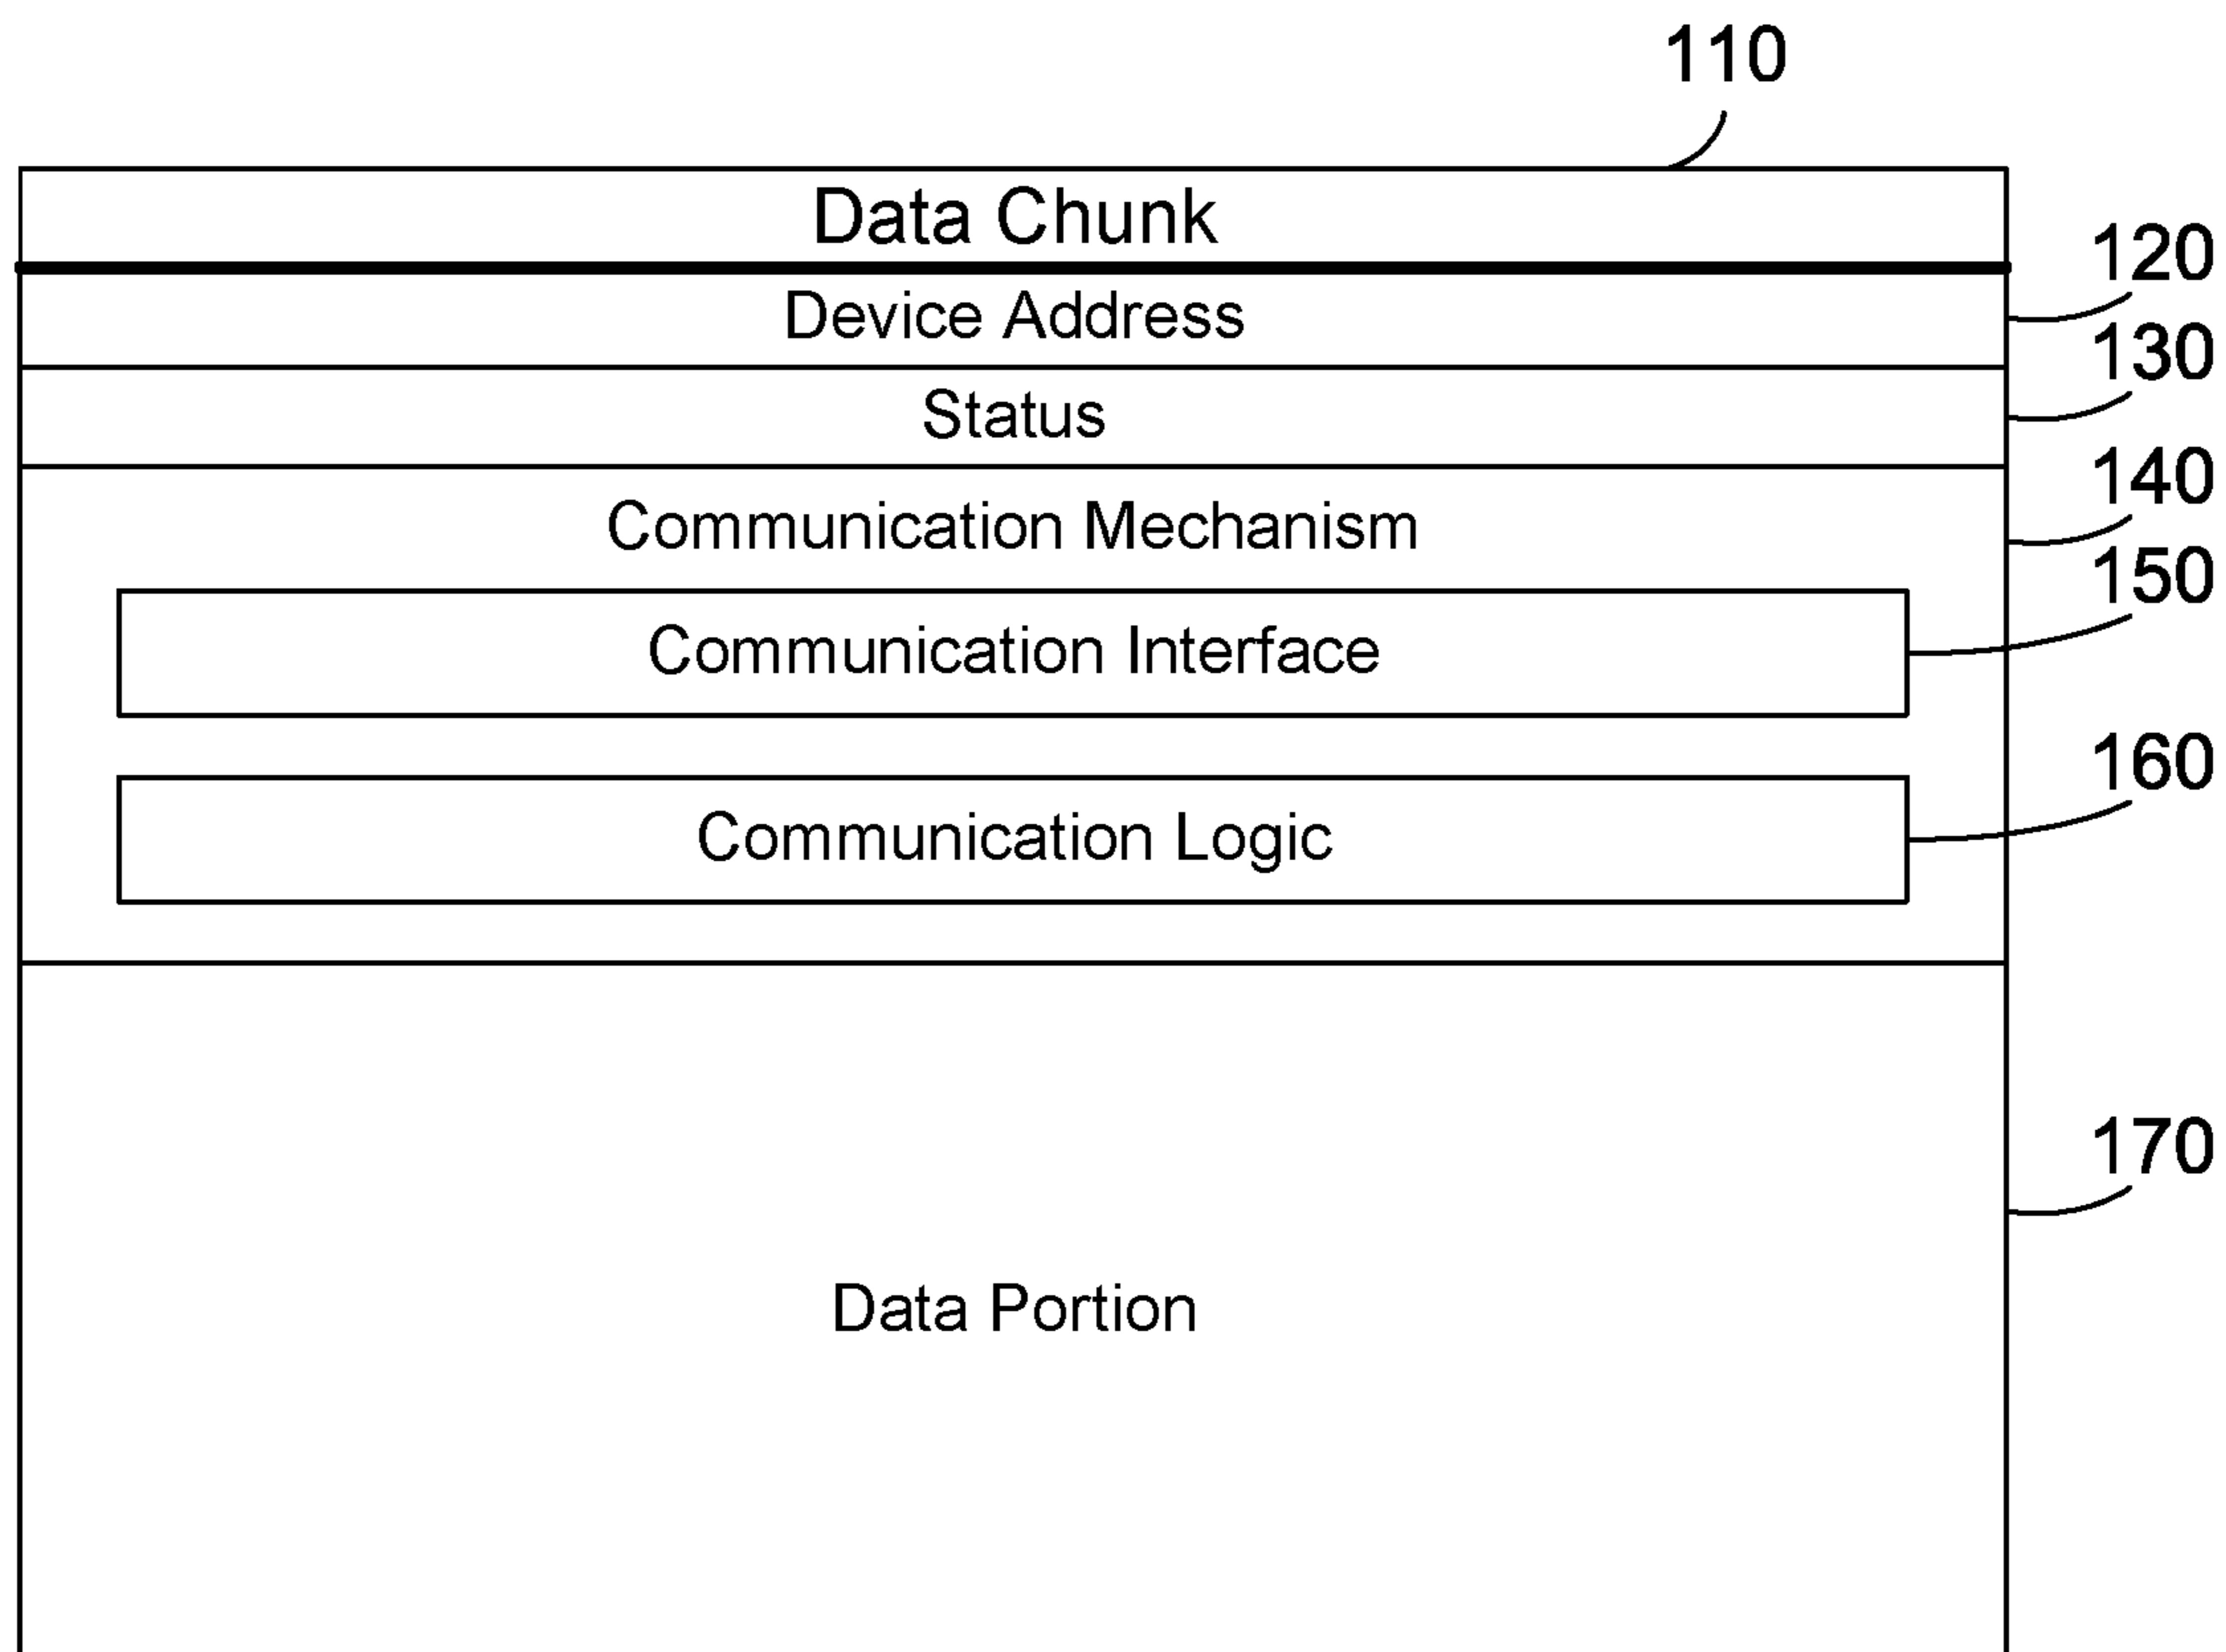 110
Data Chunk
120
Device Address
130
Status
140
Communication Mechanism
150
Communication Interface
160
Communication Logic
170
Data Portion